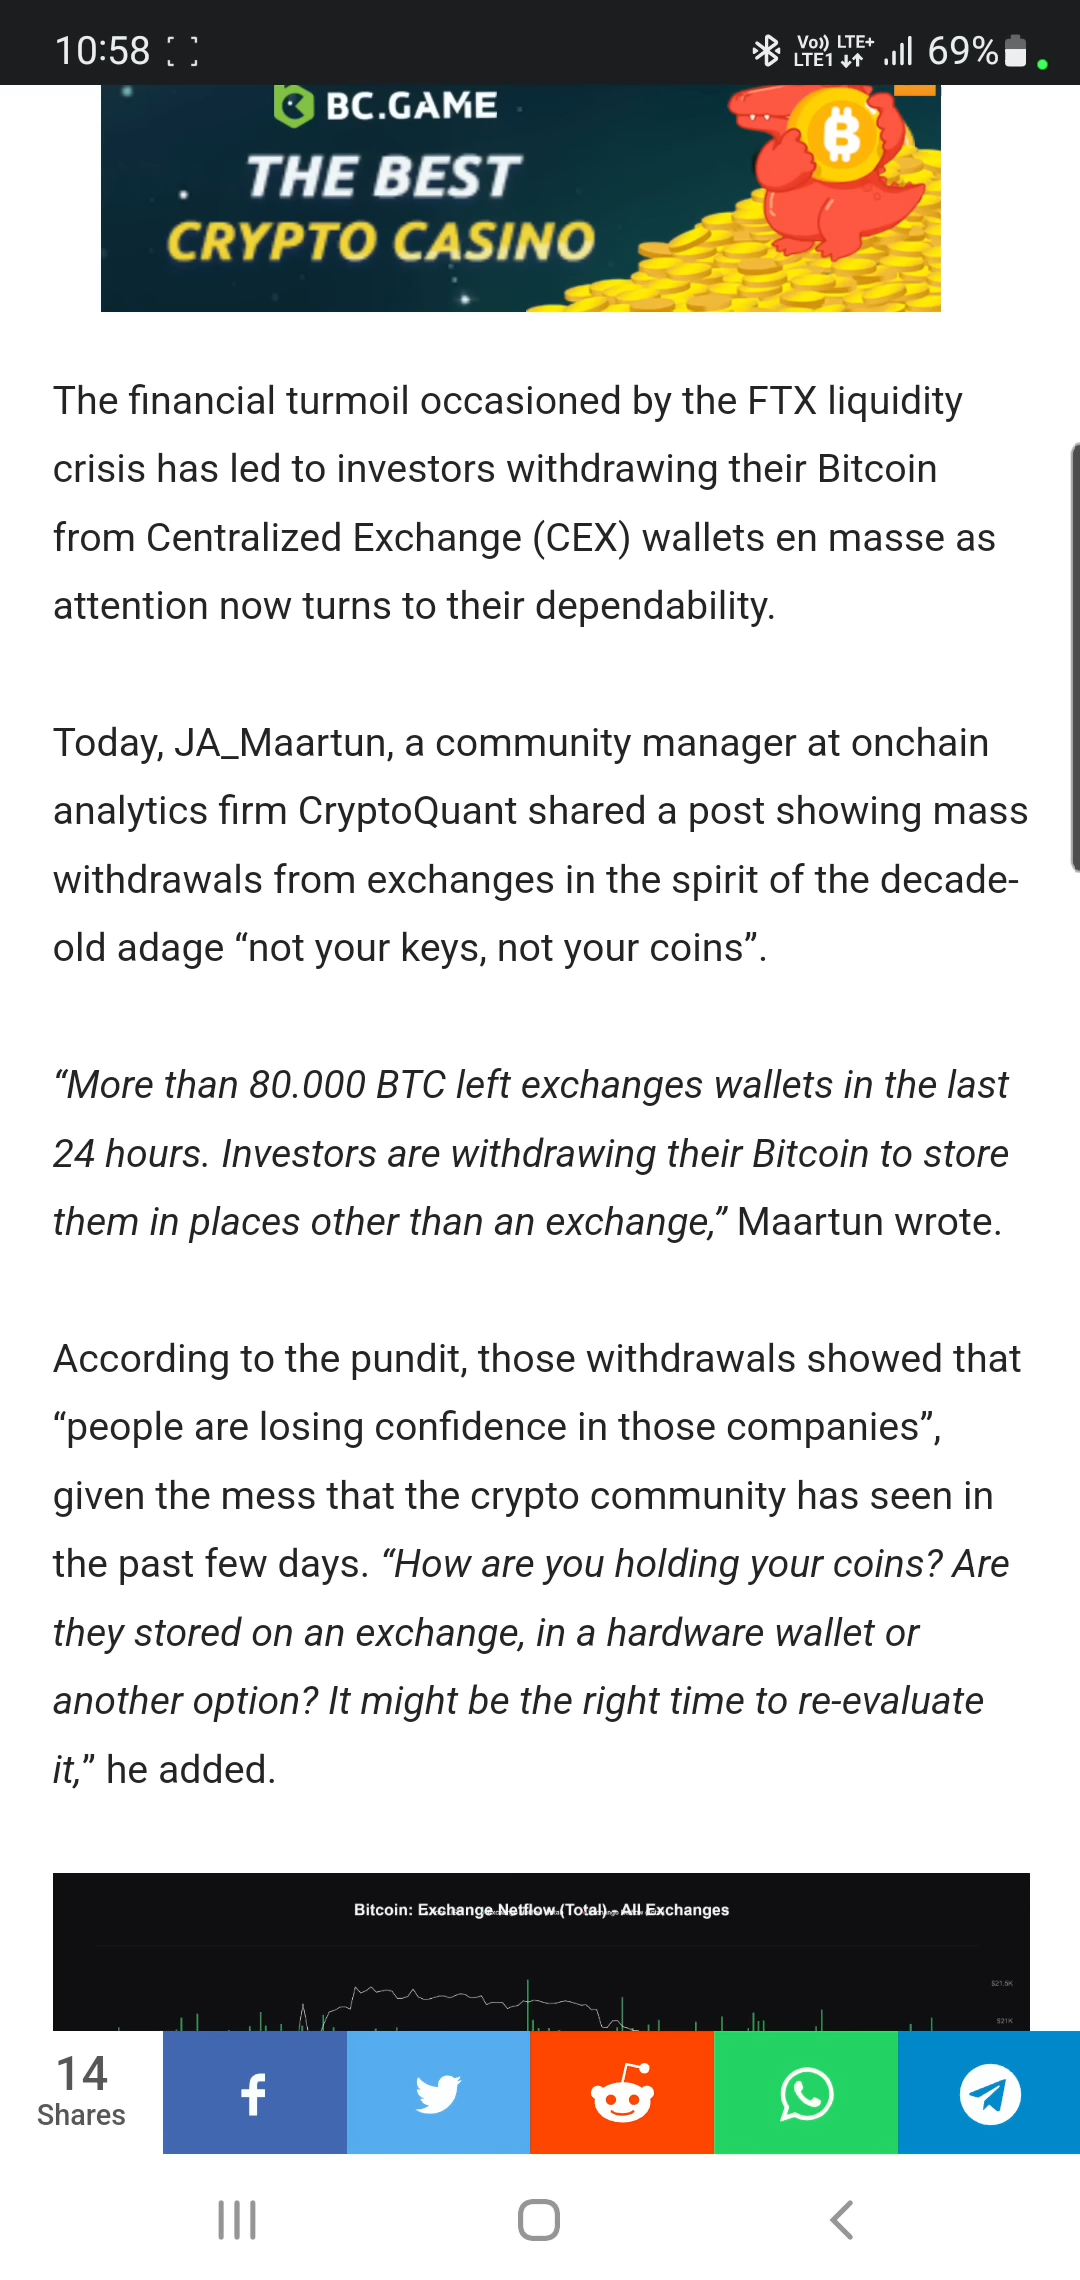 10:58
Vo)) LTE+
LTE1
69%
BC.GAME
THE BEST
CRYPTO CASINO
The financial turmoil occasioned by the FTX liquidity
crisis has led to investors withdrawing their Bitcoin
from Centralized Exchange (CEX) wallets en masse as
attention now turns to their dependability.
Today, JA_Maartun, a community manager at onchain
analytics firm CryptoQuant shared a post showing mass
withdrawals from exchanges in the spirit of the decade-
old adage “not your keys, not your coins”.
“More than 80.000 BTC left exchanges wallets in the last
24 hours. Investors are withdrawing their Bitcoin to store
them in places other than an exchange,” Maartun wrote.
According to the pundit, those withdrawals showed that
“people are losing confidence in those companies”,
given the mess that the crypto community has seen in
the past few days. “How are you holding your coins? Are
they stored on an exchange, in a hardware wallet or
another option? It might be the right time to re-evaluate
it,” he added.
Bitcoin: Exchange Netflow (Total) - All Exchanges
$21.5K
$21K
14
Shares